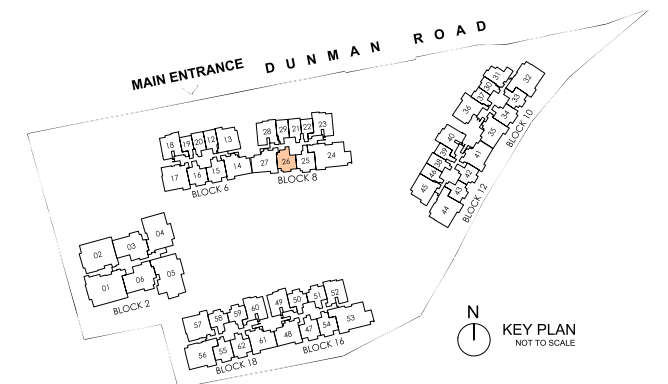 DUNMAN ROAD
MAIN ENTRANCE
18 19 20 12 13
28 29 21 22 23
17 16 15 14 27 26 25 24
BLOCK 6
BLOCK 8
31 32
30
37 33
36 34
35
BLOCK 10
40
39 41
38
46 42
45 43
44
BLOCK 12
04
02 03
01 06 05
BLOCK 2
57 58 59 60 49 50 51 52
56 55 62 61 48 47 54 53
BLOCK 18
BLOCK 16
N
KEY PLAN
NOT TO SCALE